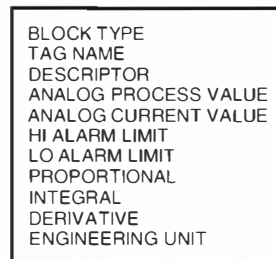 BLOCK TYPE
TAG NAME
DESCRIPTOR
ANALOG PROCESS VALUE
ANALOG CURRENT VALUE
HI ALARM LIMIT
LO ALARM LIMIT
PROPORTIONAL
INTEGRAL
DERIVATIVE
ENGINEERING UNIT